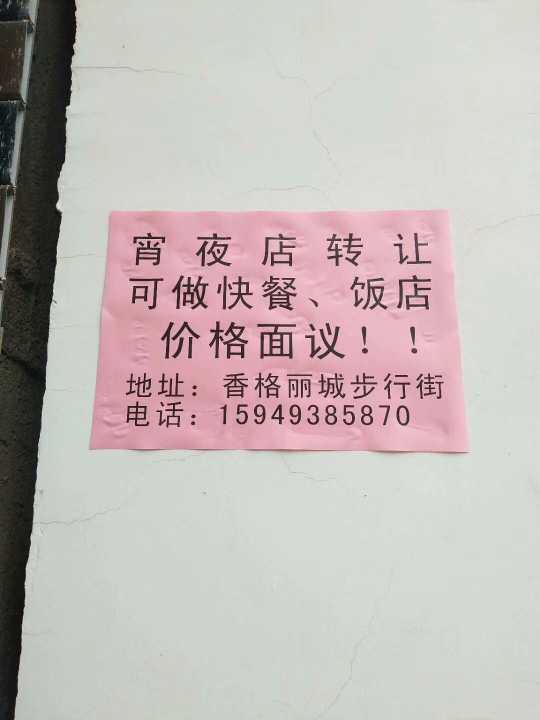 宵夜店转让
可做快餐、饭店
价格面议！！
地址：香格丽城步行街
电话：15949385870